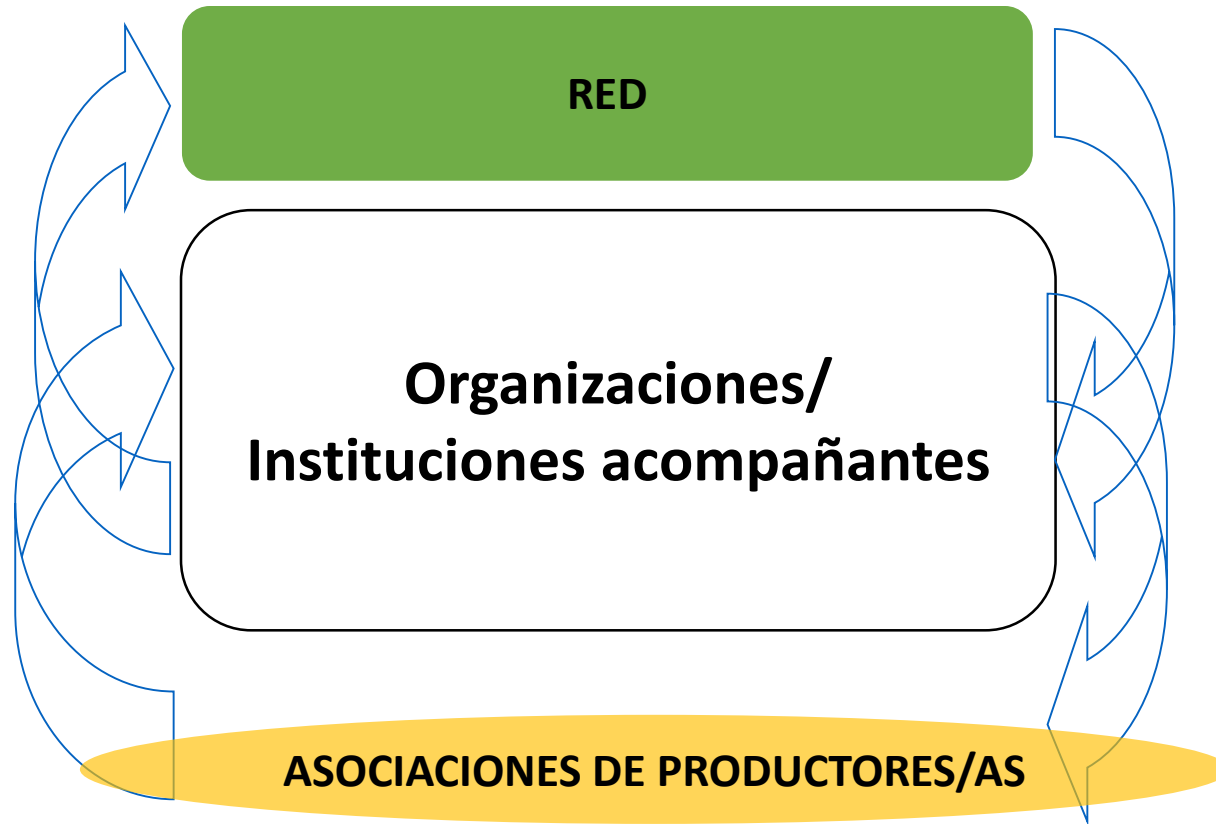 RED
Organizaciones/
Instituciones acompañantes
ASOCIACIONES DE PRODUCTORES/AS